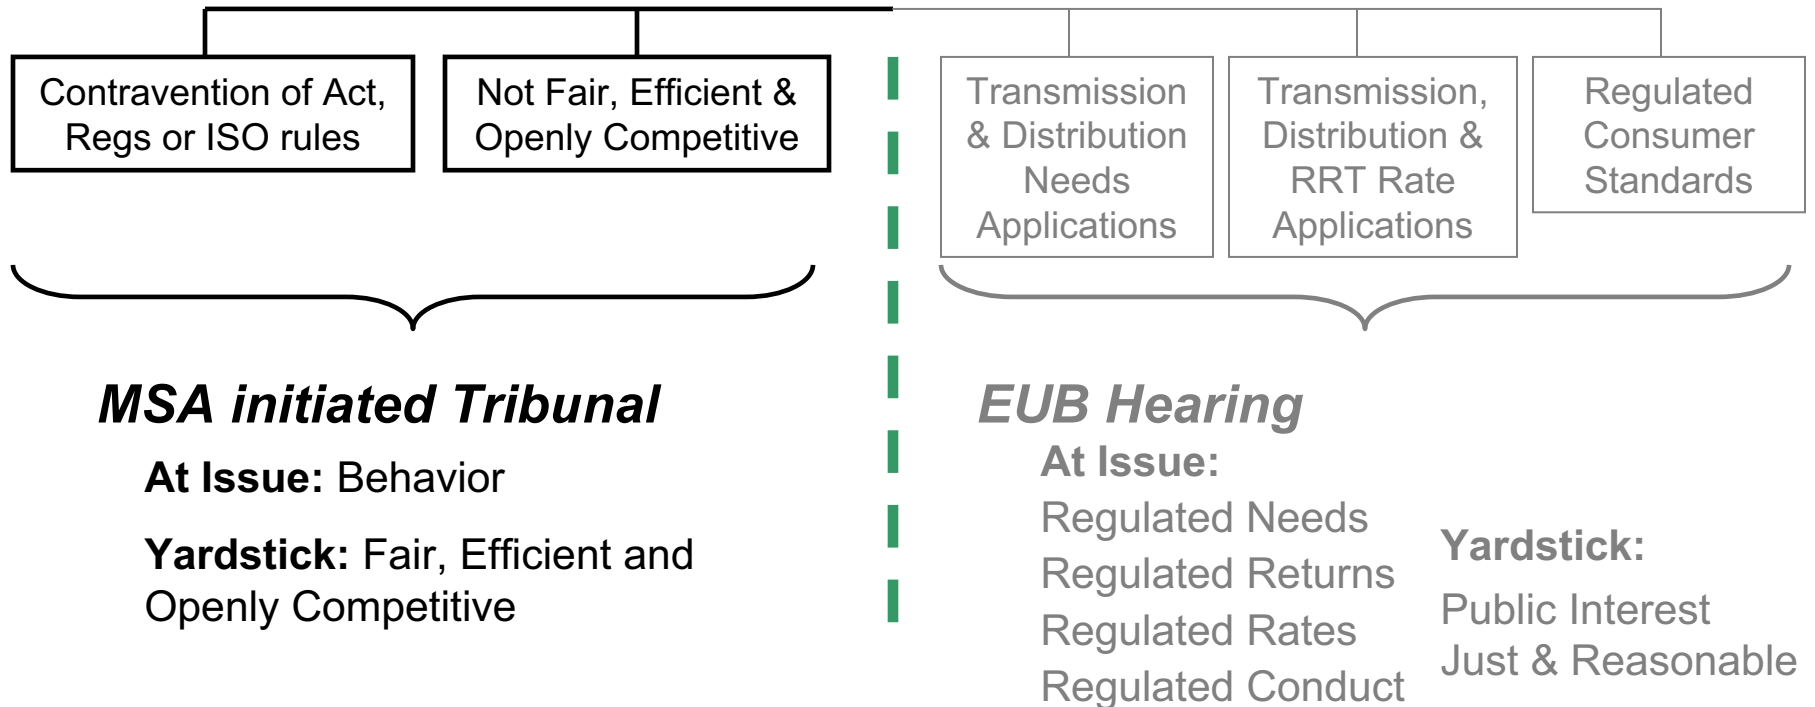 Contravention of Act,
Regs or ISO rules
Not Fair, Efficient &
Openly Competitive
Transmission
& Distribution
Needs
Applications
Transmission,
Distribution &
RRT Rate
Applications
Regulated
Consumer
Standards
MSA initiated Tribunal
At Issue: Behavior
Yardstick: Fair, Efficient and
Openly Competitive
EUB Hearing
At Issue:
Regulated Needs
Regulated Returns
Regulated Rates
Regulated Conduct
Yardstick:
Public Interest
Just & Reasonable